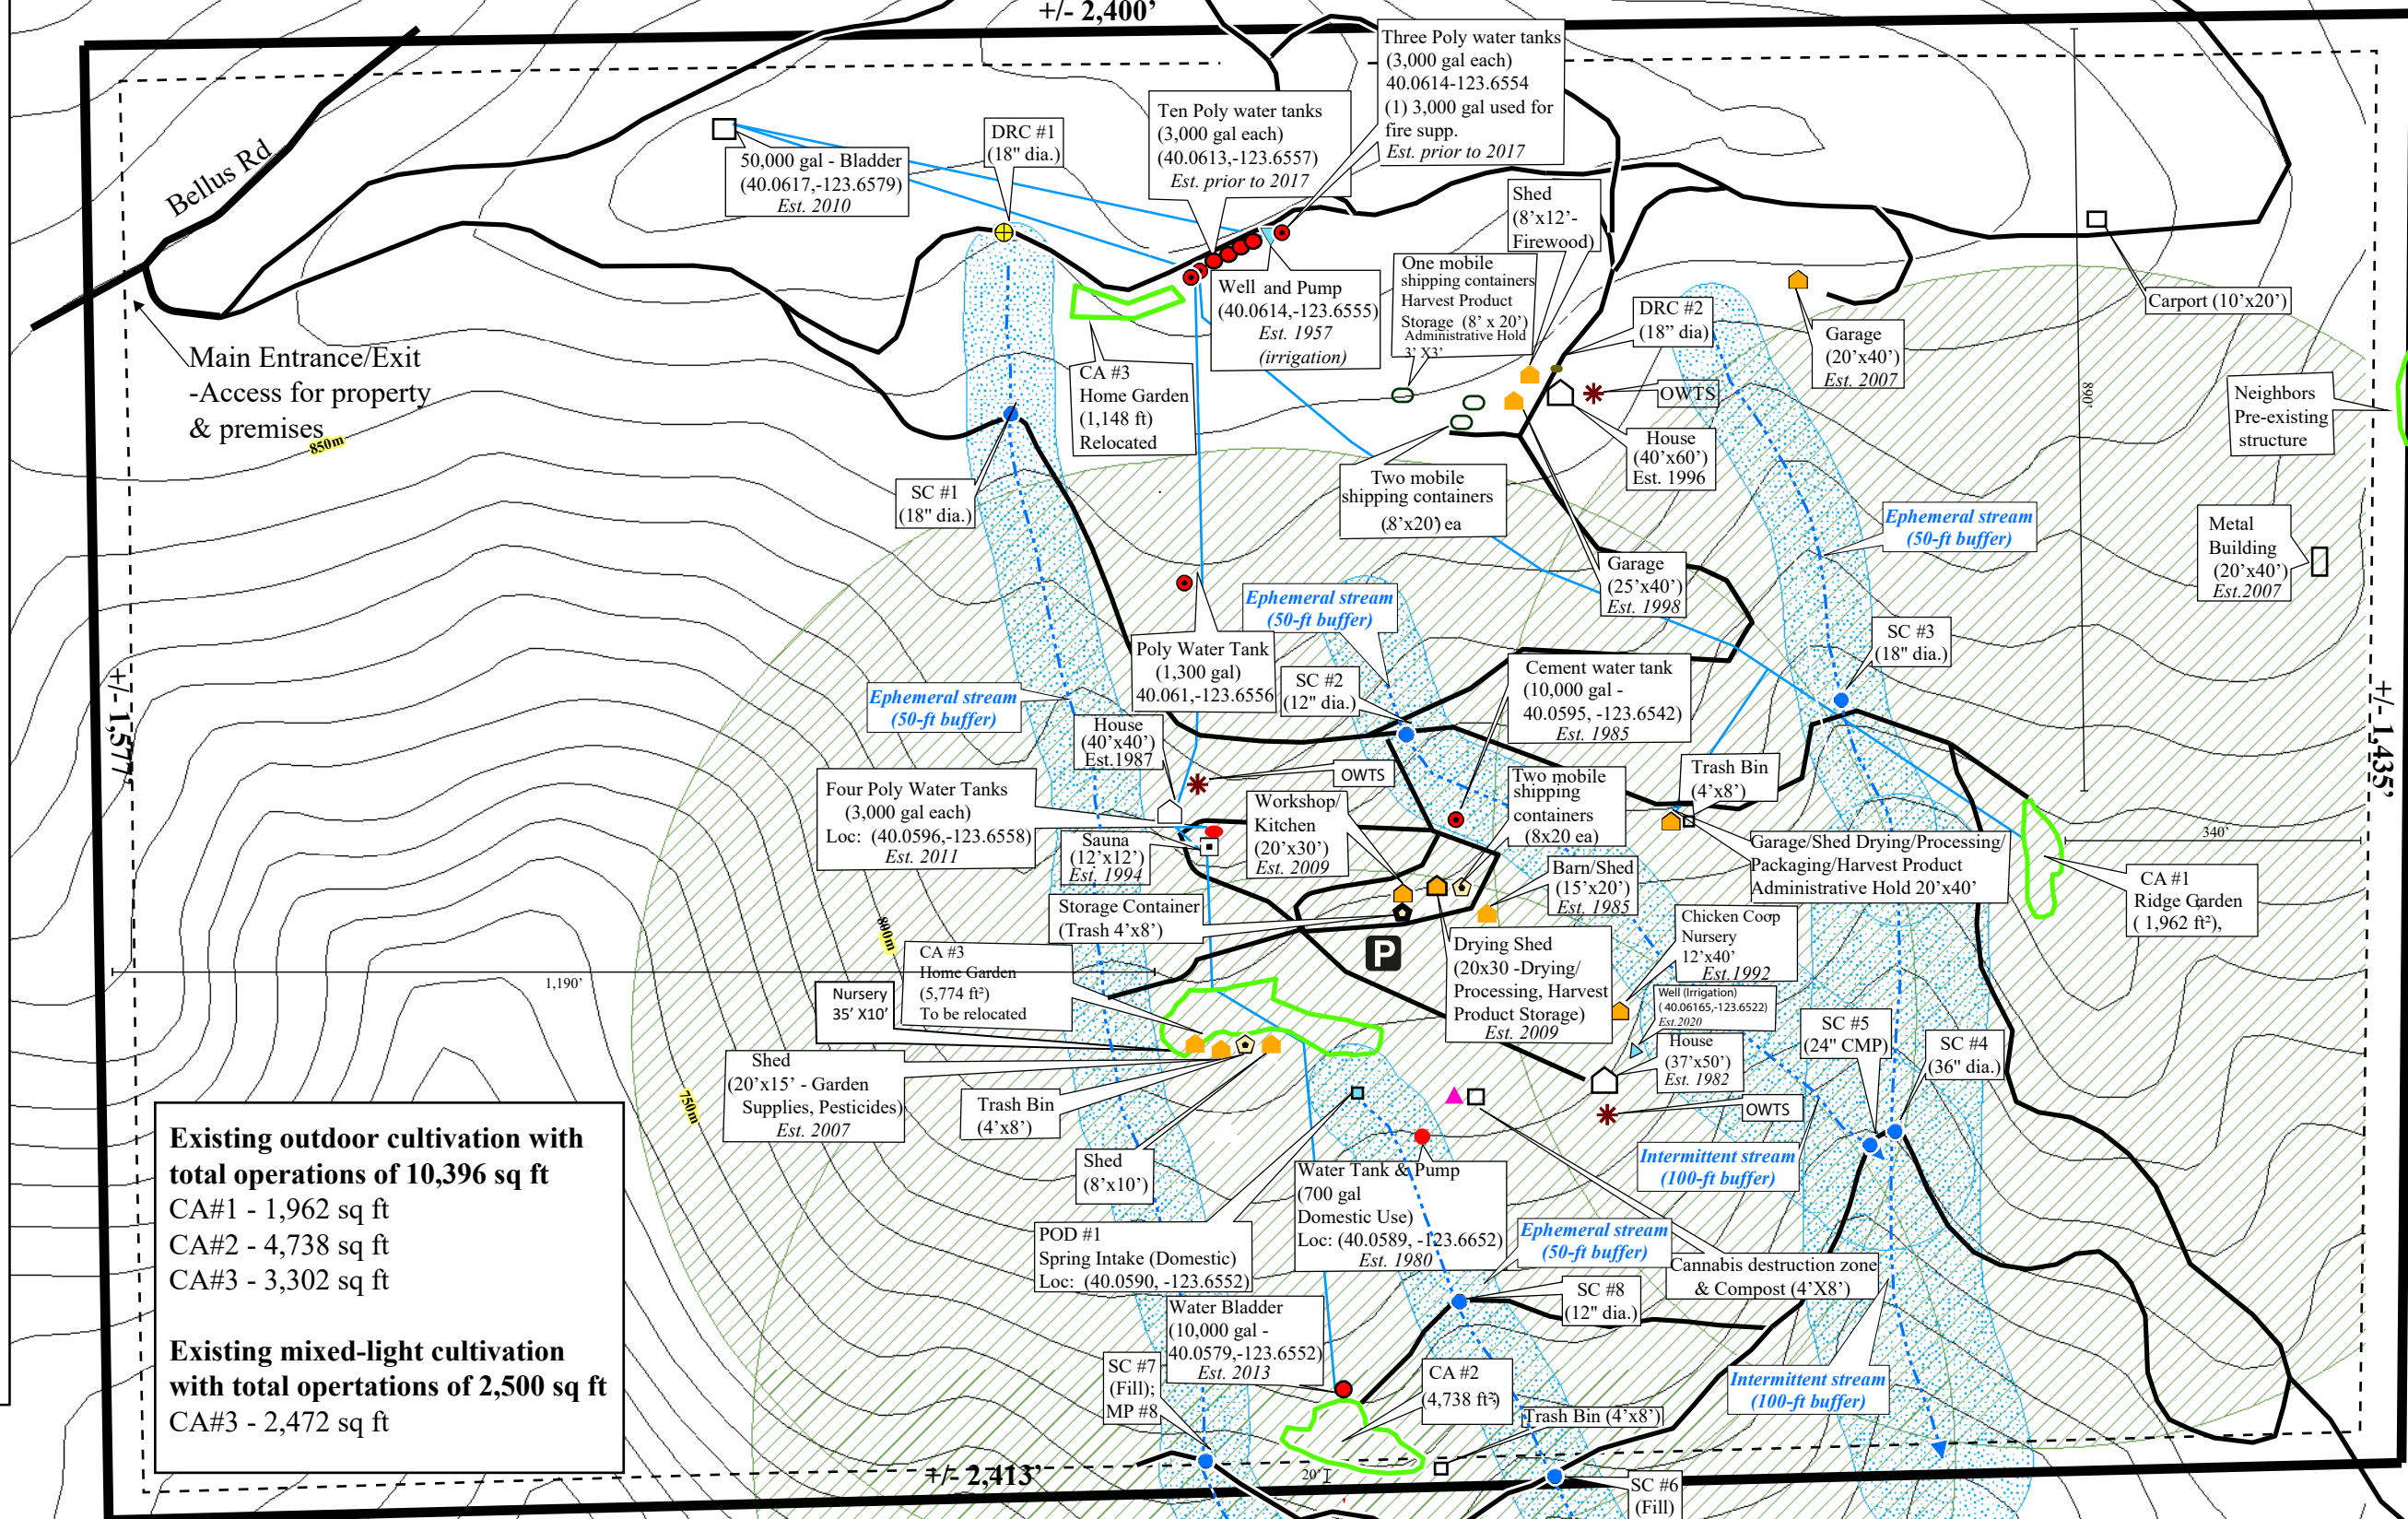 +/- 2,400’
Bellus Rd
Main Entrance/Exit
-Access for property
& premises
850m
50,000 gal - Bladder
(40.0617,-123.6579)
Est. 2010
DRC #1
(18" dia.)
Ten Poly water tanks
(3,000 gal each)
(40.0613,-123.6557)
Est. prior to 2017
Three Poly water tanks
(3,000 gal each)
40.0614-123.6554
(1) 3,000 gal used for
fire supp.
Est. prior to 2017
Shed
(8’x12’-
Firewood)
One mobile
shipping containers
Harvest Product
Storage (8’ x 20’)
Administrative Hold
3’ X3’
Well and Pump
(40.0614,-123.6555)
Est. 1957
(irrigation)
DRC #2
(18” dia)
OWTS
Garage
(20’x40’)
Est. 2007
Carport (10’x20’)
890’
Neighbors
Pre-existing
structure
CA #3
Home Garden
(1,148 ft)
Relocated
House
(40’x60’)
Est. 1996
SC #1
(18" dia.)
Two mobile
shipping containers
(8’x20’) ea
Ephemeral stream
(50-ft buffer)
Metal
Building
(20’x40’)
Est.2007
Garage
(25’x40’)
Est. 1998
Ephemeral stream
(50-ft buffer)
SC #3
(18" dia.)
Poly Water Tank
(1,300 gal)
40.061,-123.6556
SC #2
(12" dia.)
Cement water tank
(10,000 gal -
40.0595, -123.6542)
Est. 1985
+/- 1,577’
+/- 1,435’
Ephemeral stream
(50-ft buffer)
House
(40’x40’)
Est.1987
OWTS
Trash Bin
(4’x8’)
Two mobile
shipping
containers
(8x20 ea)
Four Poly Water Tanks
(3,000 gal each)
Loc: (40.0596,-123.6558)
Est. 2011
Workshop/
Kitchen
(20’x30’)
Est. 2009
Sauna
(12’x12’)
Est. 1994
Garage/Shed Drying/Processing/
Packaging/Harvest Product
Administrative Hold 20’x40’
340’
Barn/Shed
(15’x20’)
Est. 1985
CA #1
Ridge Garden
( 1,962 ft²),
Storage Container
(Trash 4’x8’)
800m
P
Chicken Coop
Nursery
12’x40’
Est.1992
Drying Shed
(20x30 -Drying/
Processing, Harvest
Product Storage)
Est. 2009
CA #3
Home Garden
(5,774 ft²)
To be relocated
1,190’
Nursery
35’ X10’
Well (Irrigation)
( 40.06165,-123.6522)
Est.2020
SC #5
(24" CMP)
SC #4
(36" dia.)
House
(37’x50’)
Est. 1982
Shed
(20’x15’ - Garden
Supplies, Pesticides)
Est. 2007
750m
Trash Bin
(4’x8’)
OWTS
Shed
(8’x10’)
Intermittent stream
(100-ft buffer)
Water Tank & Pump
(700 gal
Domestic Use)
Loc: (40.0589, -123.6652)
Est. 1980
POD #1
Spring Intake (Domestic)
Loc: (40.0590, -123.6552)
Ephemeral stream
(50-ft buffer)
Cannabis destruction zone
& Compost (4’X8’)
SC #8
(12" dia.)
Water Bladder
(10,000 gal -
40.0579,-123.6552)
Est. 2013
SC #7
(Fill);
MP #8
CA #2
(4,738 ft²)
Intermittent stream
(100-ft buffer)
Trash Bin (4’x8’)
Existing outdoor cultivation with
total operations of 10,396 sq ft
CA#1 - 1,962 sq ft
CA#2 - 4,738 sq ft
CA#3 - 3,302 sq ft
Existing mixed-light cultivation
with total opertations of 2,500 sq ft
CA#3 - 2,472 sq ft
+/- 2,413’
20’
SC #6
(Fill)